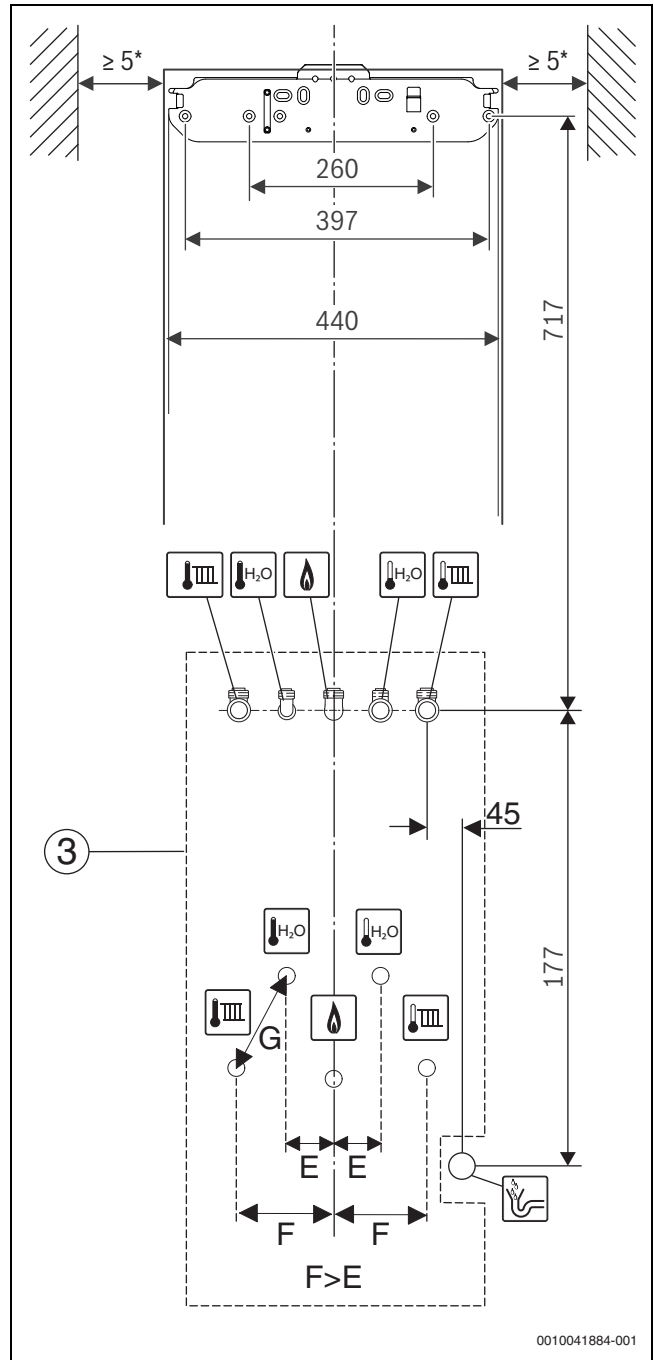 ≥ 5* ≥ 5*
260
397
440
717
H₂O H₂O
45
3
177
H₂O H₂O
G
E E
F F
F>E
0010041884-001